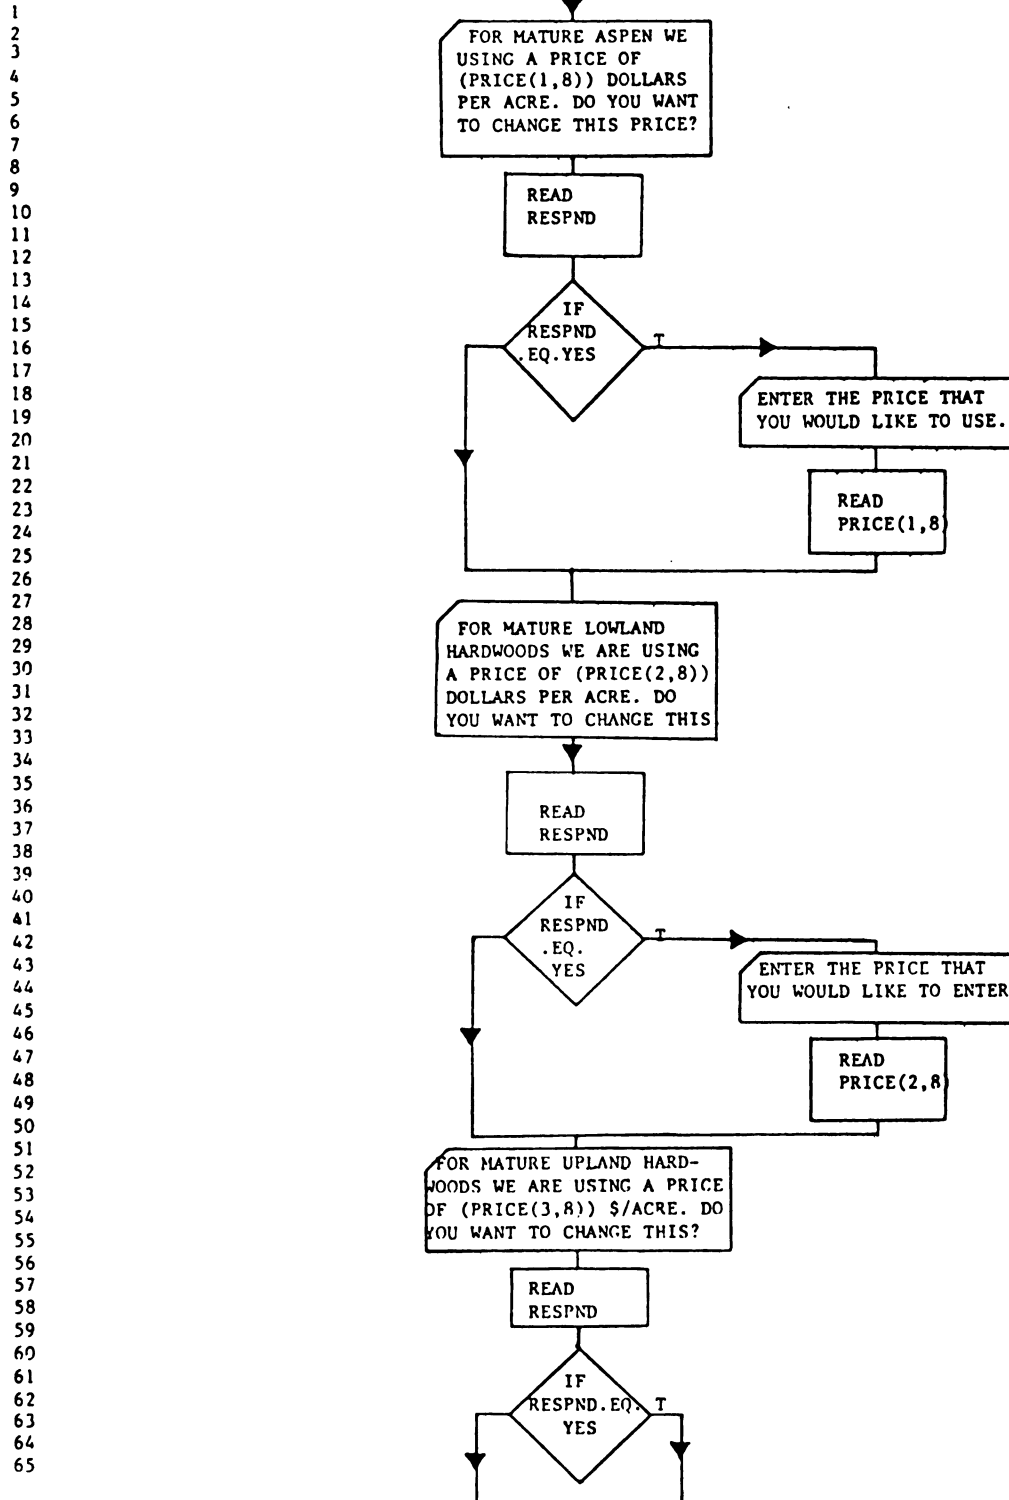 1
2
3
4
5
6
7
8
9
10
11
12
13
14
15
16
17
18
19
20
21
22
23
24
25
26
27
28
29
30
31
32
33
34
35
36
37
38
39
40
41
42
43
44
45
46
47
48
49
50
51
52
53
54
55
56
57
58
59
60
61
62
63
64
65
FOR MATURE ASPEN WE
USING A PRICE OF
(PRICE(1,8)) DOLLARS
PER ACRE. DO YOU WANT
TO CHANGE THIS PRICE?
READ
RESPND
IF
RESPND
.EQ.YES
T
ENTER THE PRICE THAT
YOU WOULD LIKE TO USE.
READ
PRICE(1,8)
FOR MATURE LOWLAND
HARDWOODS WE ARE USING
A PRICE OF (PRICE(2,8))
DOLLARS PER ACRE. DO
YOU WANT TO CHANGE THIS
READ
RESPND
IF
RESPND
.EQ.
YES
T
ENTER THE PRICE THAT
YOU WOULD LIKE TO ENTER
READ
PRICE(2,8)
FOR MATURE UPLAND HARD-
WOODS WE ARE USING A PRICE
OF (PRICE(3,8)) $/ACRE. DO
YOU WANT TO CHANGE THIS?
READ
RESPND
IF
RESPND.EQ.
YES
T